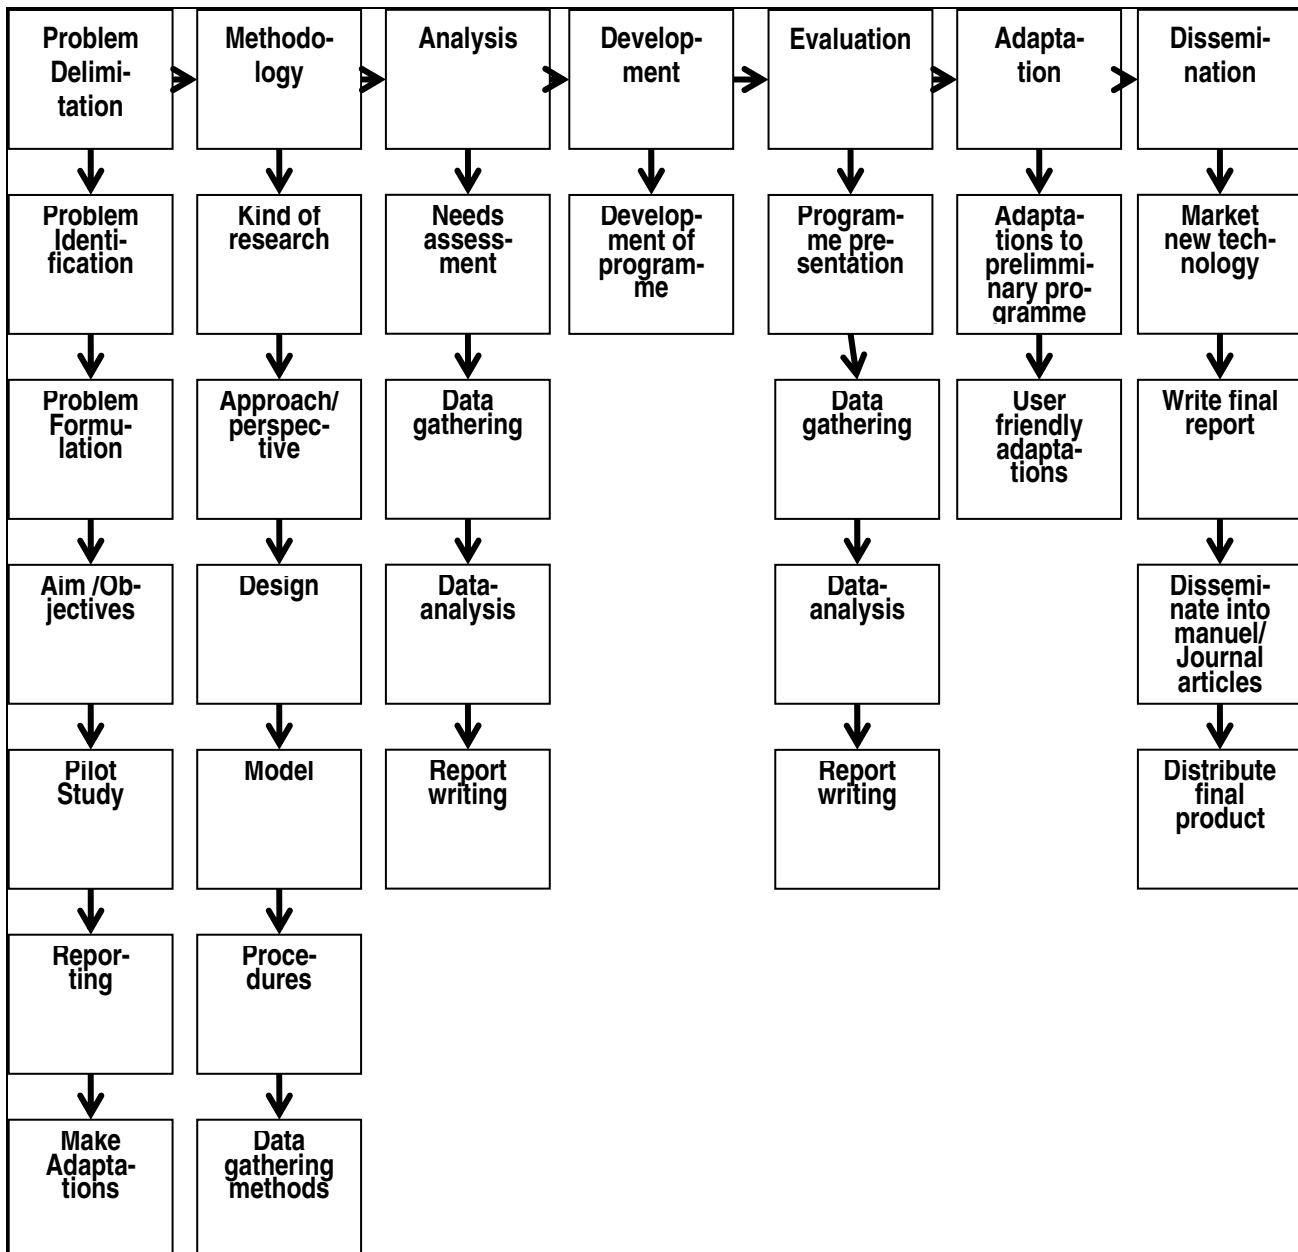 Problem
Delimi-
tation
Methodo-
logy
Analysis
Develop-
ment
Evaluation
Adapta-
tion
Dissemi-
nation
Problem
Identi-
fication
Kind of
research
Needs
assess-
ment
Develop-
ment of
program-
me
Program-
me pre-
sentation
Adapta-
tions to
prelimmi-
nary pro-
gramme
Market
new tech-
nology
Problem
Formu-
lation
Approach/
perspec-
tive
Data
gathering
Data
gathering
User
friendly
adapta-
tions
Write final
report
Aim /Ob-
jectives
Design
Data-
analysis
Data-
analysis
Dissemi-
nate into
manuel/
Journal
articles
Pilot
Study
Model
Report
writing
Report
writing
Distribute
final
product
Repor-
ting
Proce-
dures
Make
Adapta-
tions
Data
gathering
methods